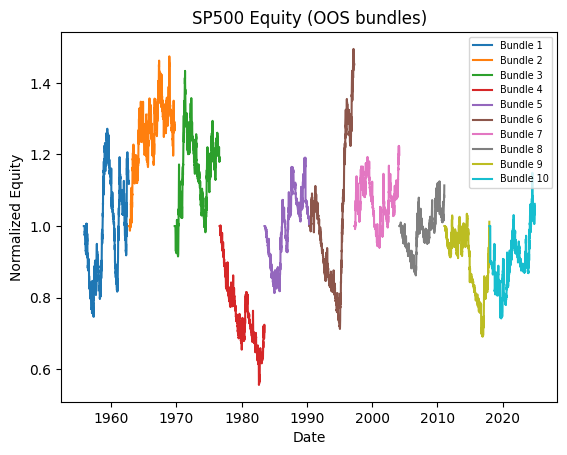 SP500 Equity (OOS bundles)
Normalized Equity
1.4
1.2
1.0
0.8
0.6
Bundle 1
Bundle 2
Bundle 3
Bundle 4
Bundle 5
Bundle 6
Bundle 7
Bundle 8
Bundle 9
Bundle 10
1960 1970 1980 1990 2000 2010 2020
Date